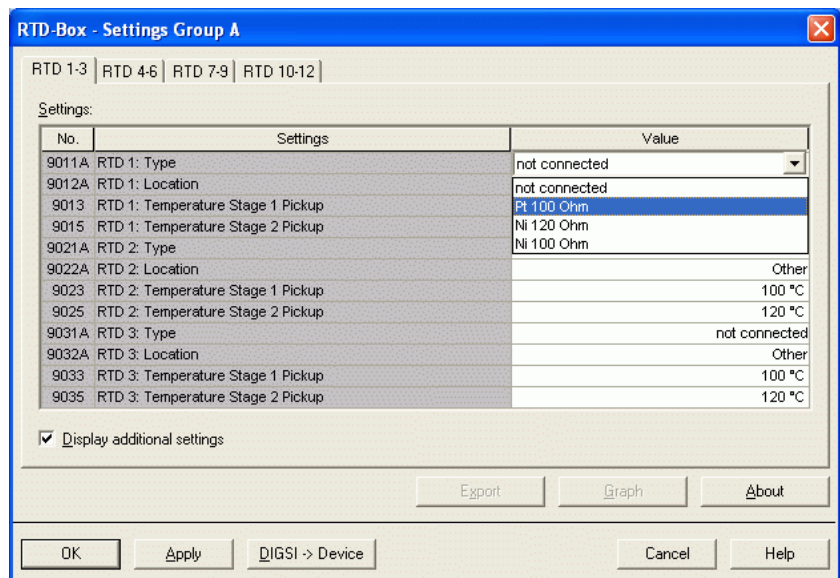 RTD-Box - Settings Group A
RTD 1-3 RTD 4-6 RTD 7-9 RTD 10-12
Settings:
No. Settings Value
9011A RTD 1: Type not connected
9012A RTD 1: Location not connected
9013 RTD 1: Temperature Stage 1 Pickup Pt 100 Ohm
9015 RTD 1: Temperature Stage 2 Pickup Ni 120 Ohm
9021A RTD 2: Type Ni 100 Ohm
9022A RTD 2: Location Other
9023 RTD 2: Temperature Stage 1 Pickup 100 °C
9025 RTD 2: Temperature Stage 2 Pickup 120 °C
9031A RTD 3: Type not connected
9032A RTD 3: Location Other
9033 RTD 3: Temperature Stage 1 Pickup 100 °C
9035 RTD 3: Temperature Stage 2 Pickup 120 °C
Display additional settings
Export Graph About
OK Apply DIGSI -> Device Cancel Help